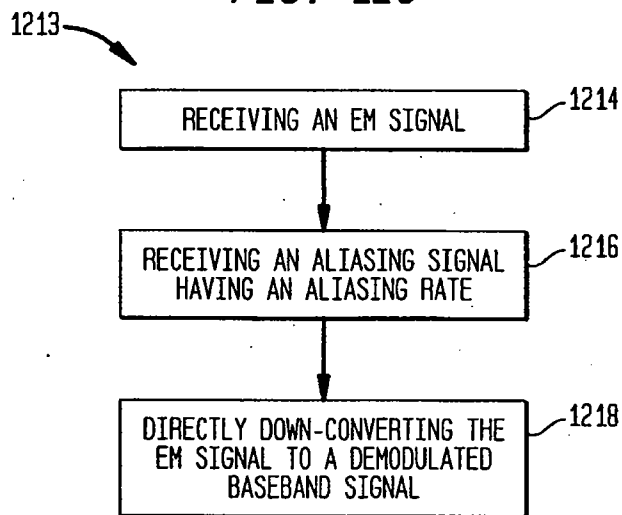 1213
RECEIVING AN EM SIGNAL
1214
RECEIVING AN ALIASING SIGNAL
HAVING AN ALIASING RATE
1216
DIRECTLY DOWN-CONVERTING THE
EM SIGNAL TO A DEMODULATED
BASEBAND SIGNAL
1218